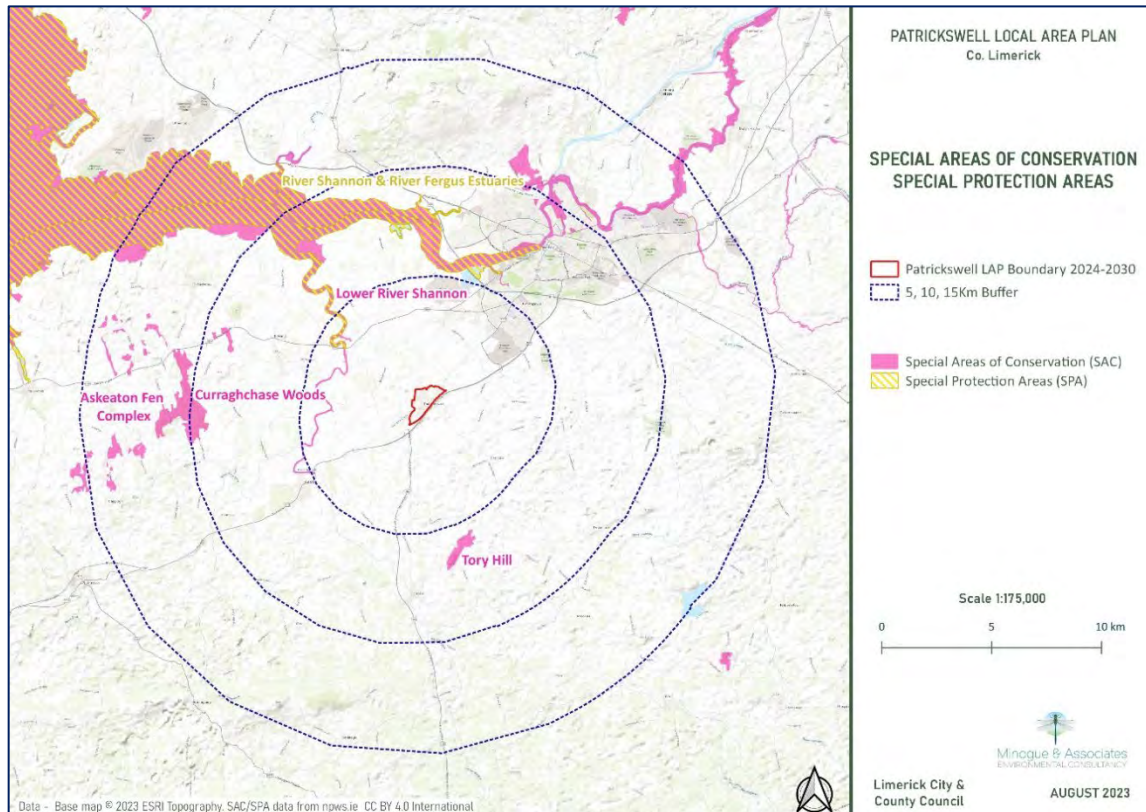 River Shannon & River Fergus Estuaries
Lower River Shannon
Askeaton Fen
Complex
Curraghchase Woods
Tory Hill
Data - Base map © 2023 ESRI Topography, SAC/SPA data from npws.ie CC BY 4.0 International
PATRICKSWELL LOCAL AREA PLAN
Co. Limerick
SPECIAL AREAS OF CONSERVATION
SPECIAL PROTECTION AREAS
Patrickswell LAP Boundary 2024-2030
5, 10, 15Km Buffer
Special Areas of Conservation (SAC)
Special Protection Areas (SPA)
Scale 1:175,000
0 5 10 km
Minogue & Associates
ENVIRONMENTAL CONSULTANCY
Limerick City &
County Council
AUGUST 2023